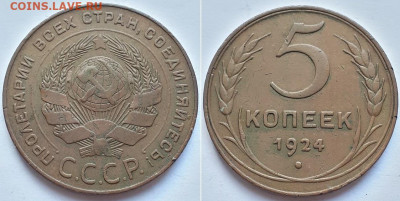 COINS.LAVE.RU
ПРОЛЕТАРИИ ВСЕХ СТРАН, СОЕДИНЯЙТЕСЬ!
С.С.С.Р.
5
КОПЕЕК
1924